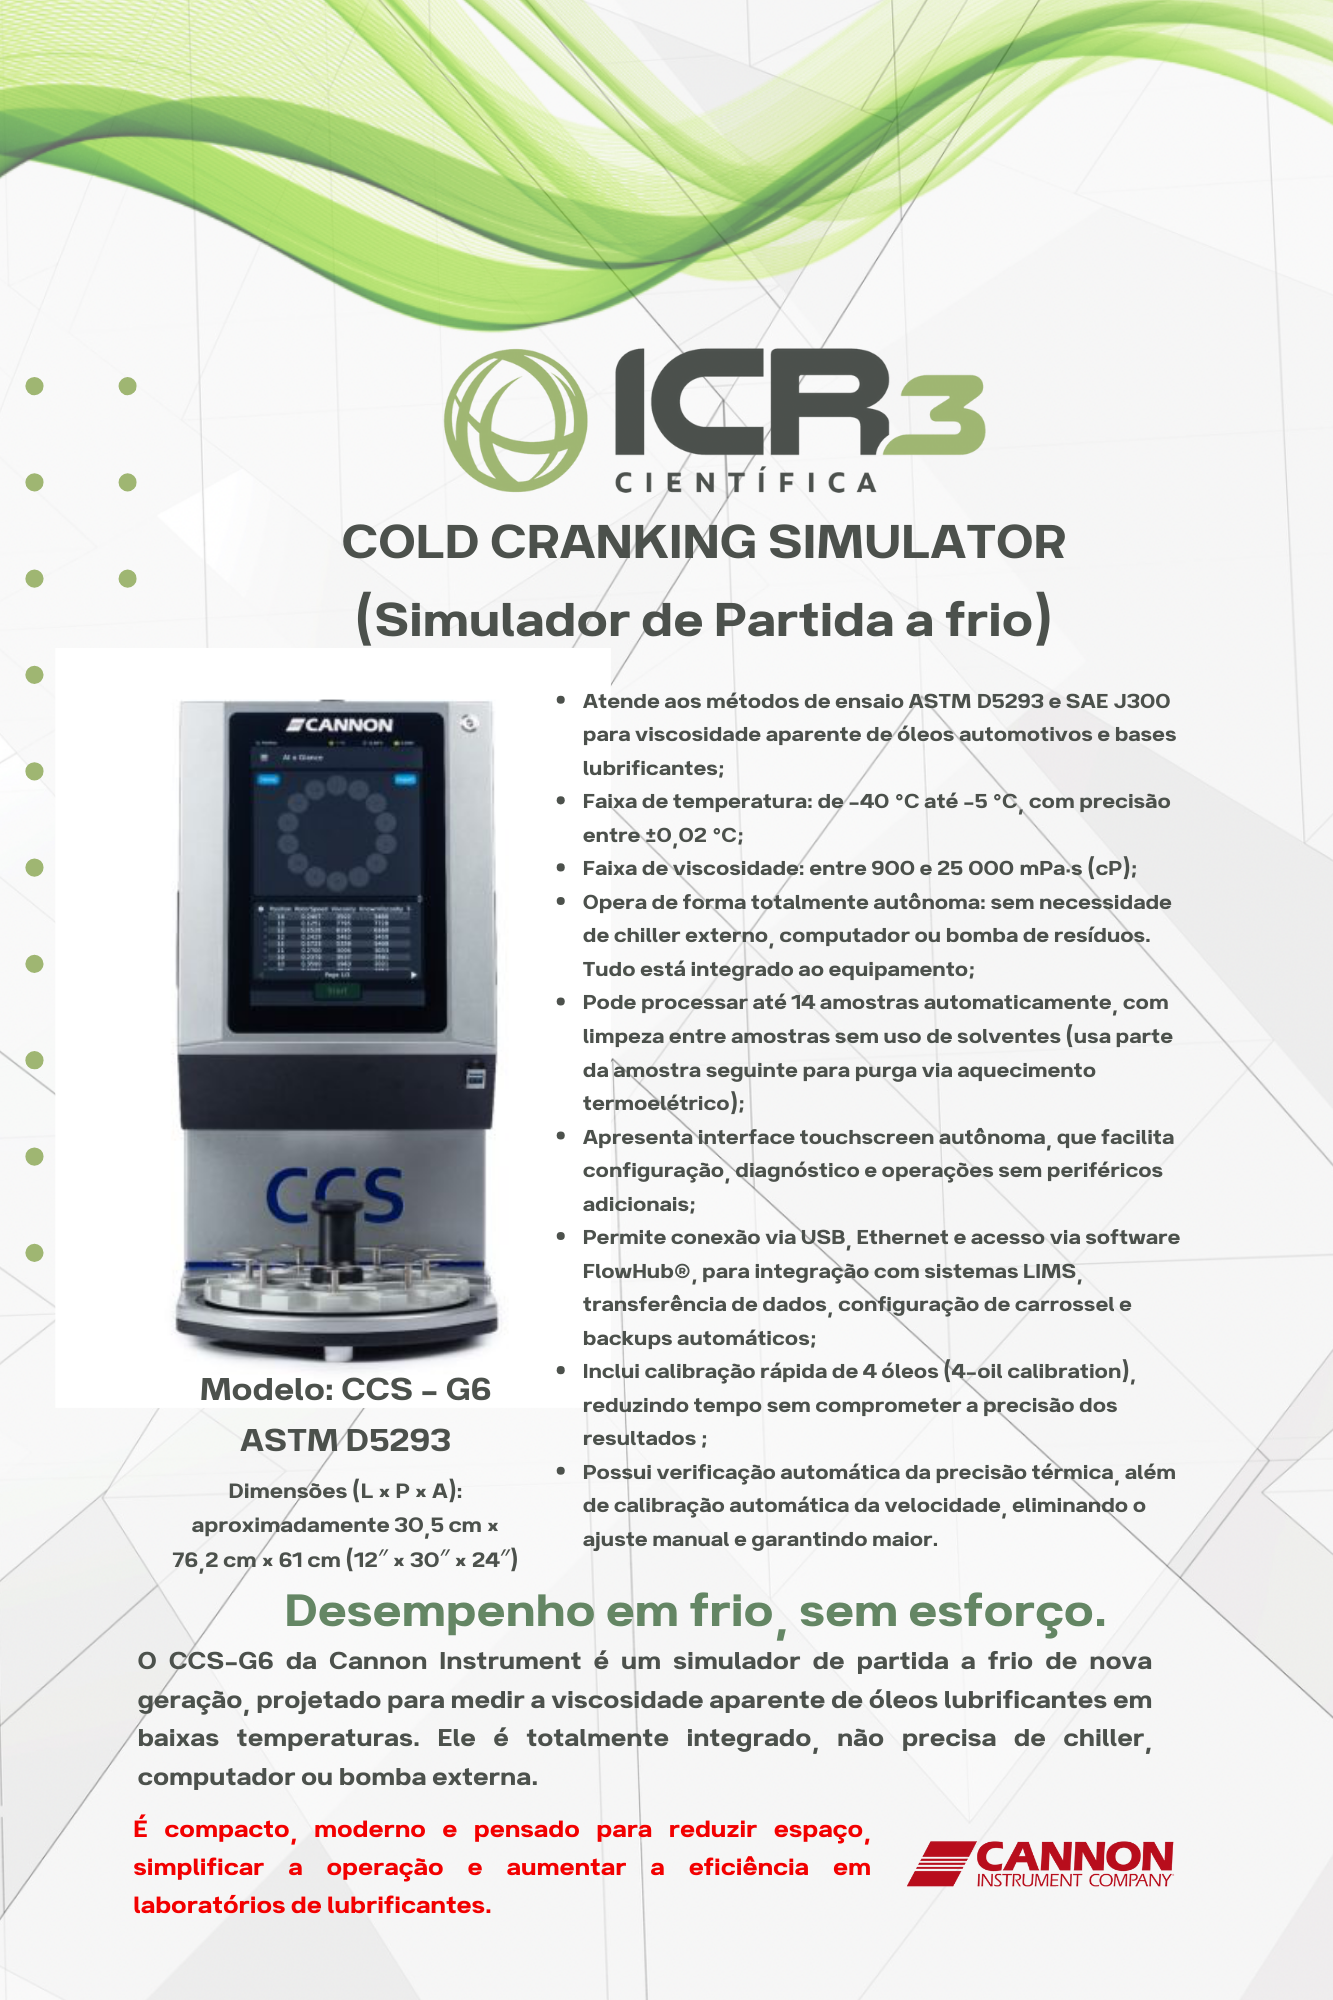 ICR3
CIENTÍFICA
COLD CRANKING SIMULATOR
(Simulador de Partida a frio)
CANNON
At a Glance
Position RotorSpeed Viscosity KnownViscosity
Page 1/3
Start
CCS
Modelo: CCS - G6
ASTM D5293
Dimensões (L x P x A):
aproximadamente 30,5 cm x
76,2 cm x 61 cm (12″ x 30″ x 24″)
• Atende aos métodos de ensaio ASTM D5293 e SAE J300
para viscosidade aparente de óleos automotivos e bases
lubrificantes;
• Faixa de temperatura: de -40 °C até -5 °C, com precisão
entre ±0,02 °C;
• Faixa de viscosidade: entre 900 e 25 000 mPa·s (cP);
• Opera de forma totalmente autônoma: sem necessidade
de chiller externo, computador ou bomba de resíduos.
Tudo está integrado ao equipamento;
• Pode processar até 14 amostras automaticamente, com
limpeza entre amostras sem uso de solventes (usa parte
da amostra seguinte para purga via aquecimento
termoelétrico);
• Apresenta interface touchscreen autônoma, que facilita
configuração, diagnóstico e operações sem periféricos
adicionais;
• Permite conexão via USB, Ethernet e acesso via software
FlowHub®, para integração com sistemas LIMS,
transferência de dados, configuração de carrossel e
backups automáticos;
• Inclui calibração rápida de 4 óleos (4-oil calibration),
reduzindo tempo sem comprometer a precisão dos
resultados ;
• Possui verificação automática da precisão térmica, além
de calibração automática da velocidade, eliminando o
ajuste manual e garantindo maior.
Desempenho em frio, sem esforço.
O CCS-G6 da Cannon Instrument é um simulador de partida a frio de nova
geração, projetado para medir a viscosidade aparente de óleos lubrificantes em
baixas temperaturas. Ele é totalmente integrado, não precisa de chiller,
computador ou bomba externa.
É compacto, moderno e pensado para reduzir espaço,
simplificar a operação e aumentar a eficiência em
laboratórios de lubrificantes.
CANNON
INSTRUMENT COMPANY